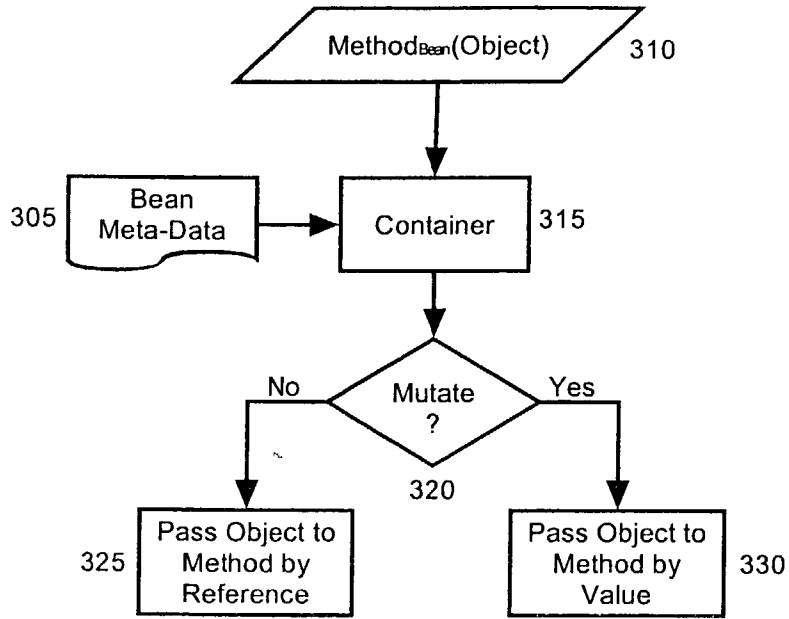 MethodBean(Object)
310
305
Bean
Meta-Data
Container
315
No
Mutate
?
Yes
320
325
Pass Object to
Method by
Reference
Pass Object to
Method by
Value
330